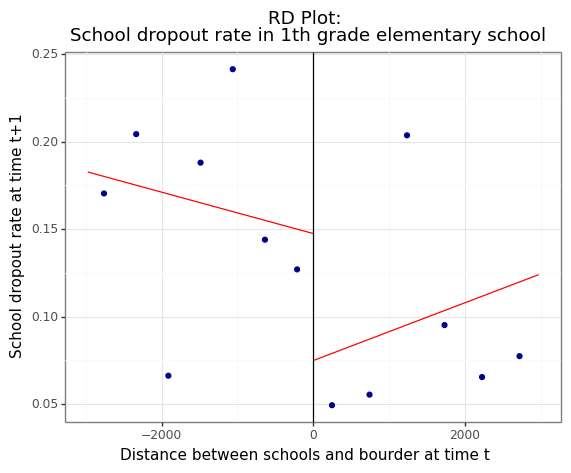 RD Plot:
School dropout rate in 1th grade elementary school
0.25
0.20
0.15
0.10
0.05
School dropout rate at time t+1
−2000
0
2000
Distance between schools and bourder at time t